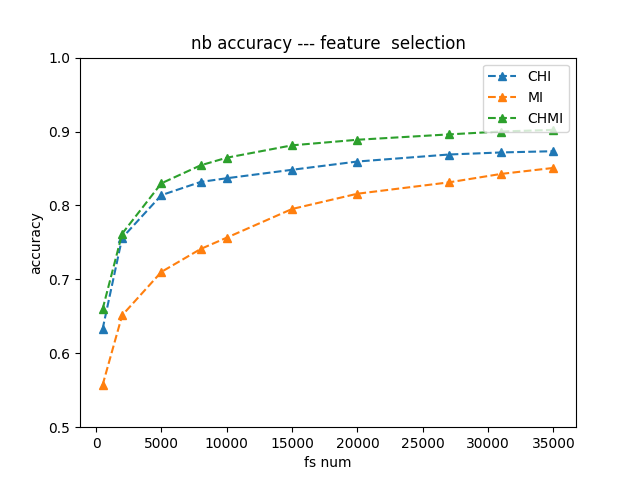 nb accuracy --- feature  selection
CHI
MI
CHMI
1.0
0.9
0.8
0.7
0.6
0.5
accuracy
0 5000 10000 15000 20000 25000 30000 35000
fs num